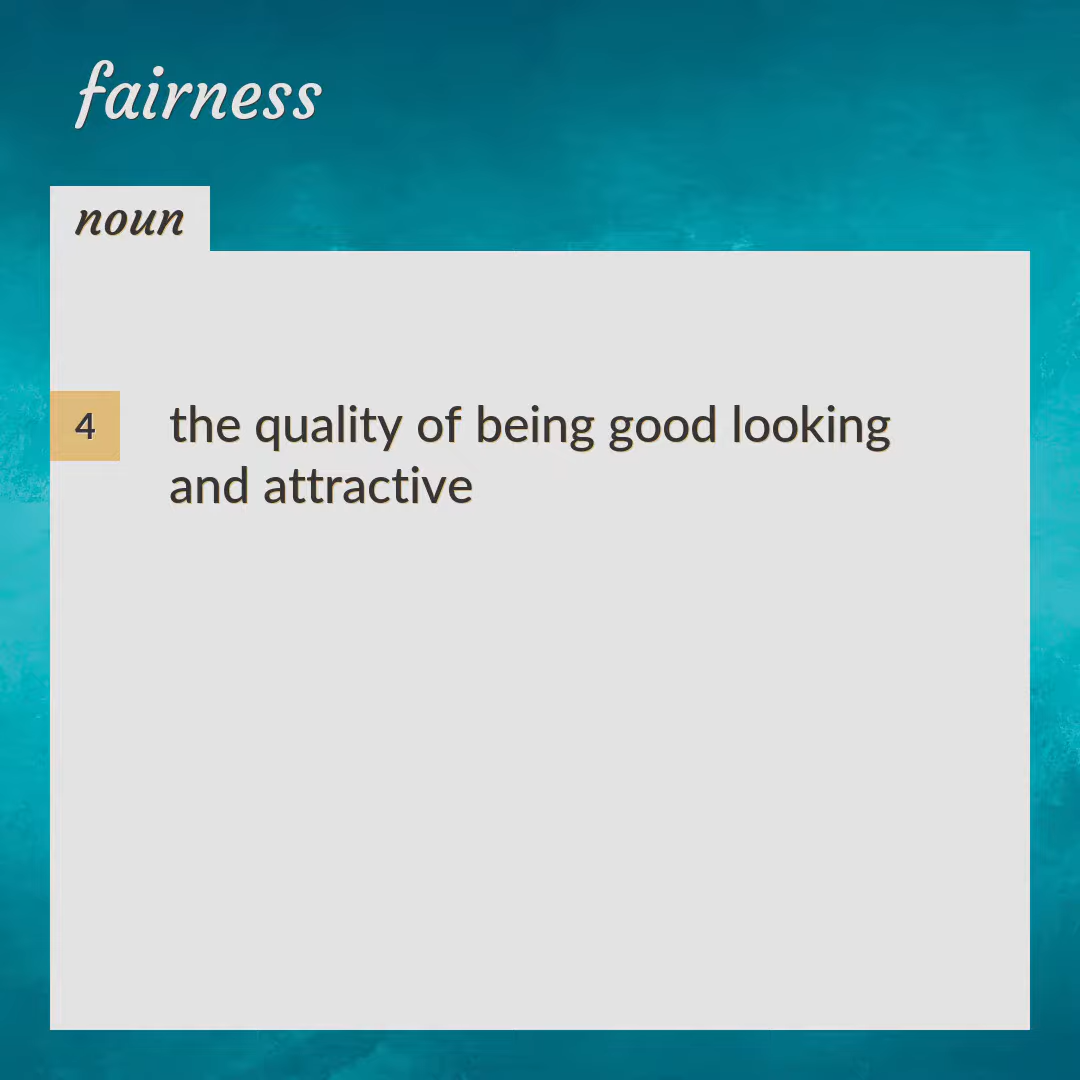 fairness
noun
4
the quality of being good looking
and attractive